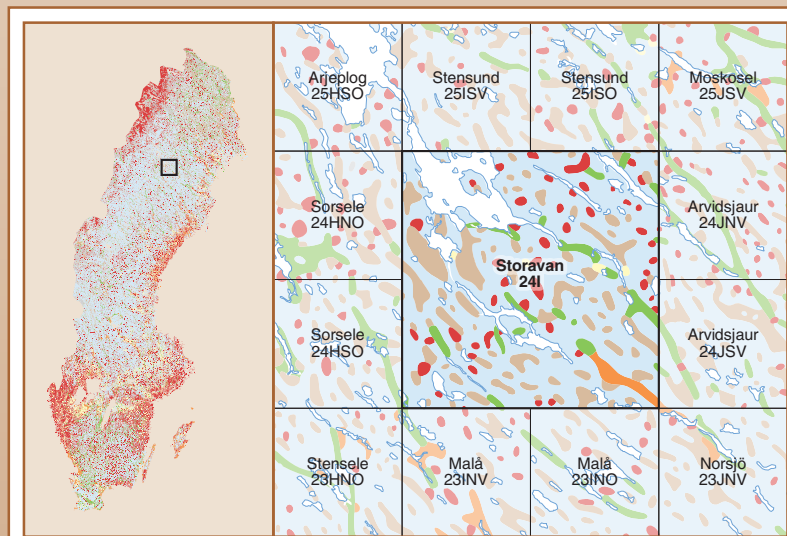 Arjeplog
25HSO
Stensund
25ISV
Stensund
25ISO
Moskosel
25JSV
Sorsele
24HNO
Storavan
24I
Arvidsjaur
24JNV
Sorsele
24HSO
Arvidsjaur
24JSV
Stensele
23HNO
Malå
23INV
Malå
23INO
Norsjö
23JNV